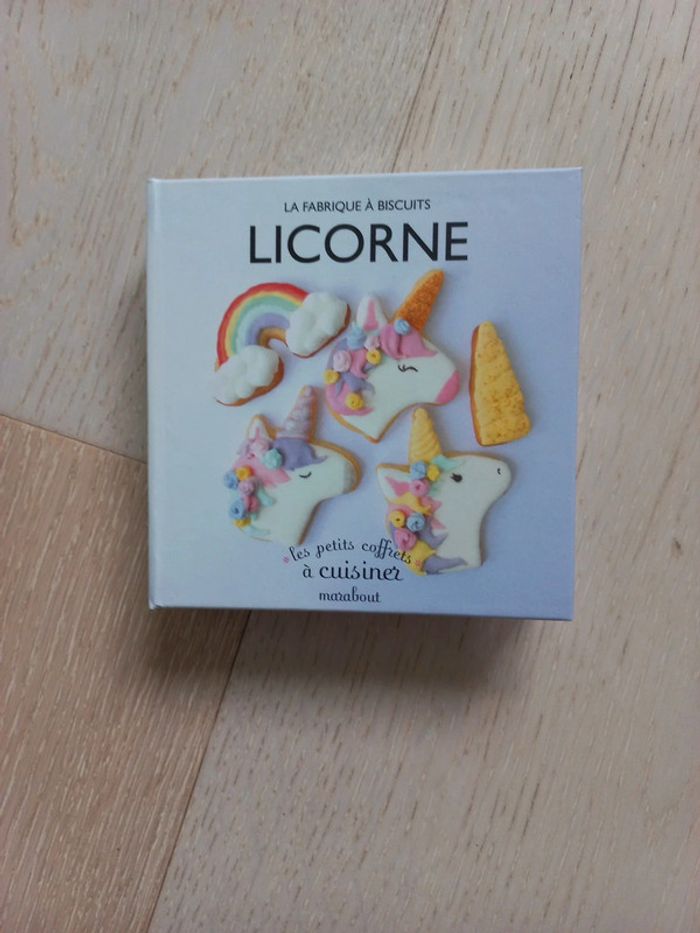 LA FABRIQUE À BISCUITS
LICORNE
les petits coffrets
à cuisiner
marabout